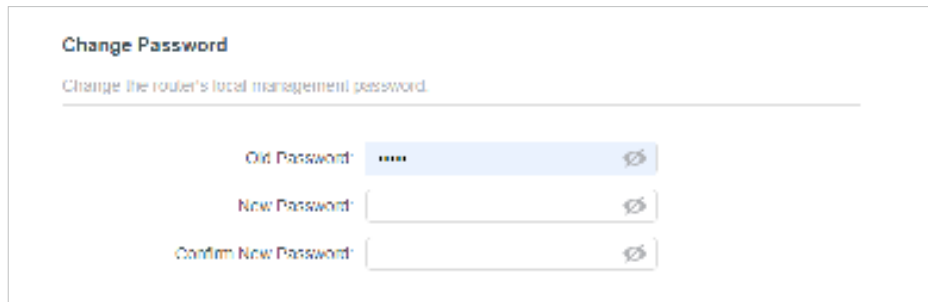 Change Password
Change the router's local management password.
Old Password: •••••
New Password:
Confirm New Password: